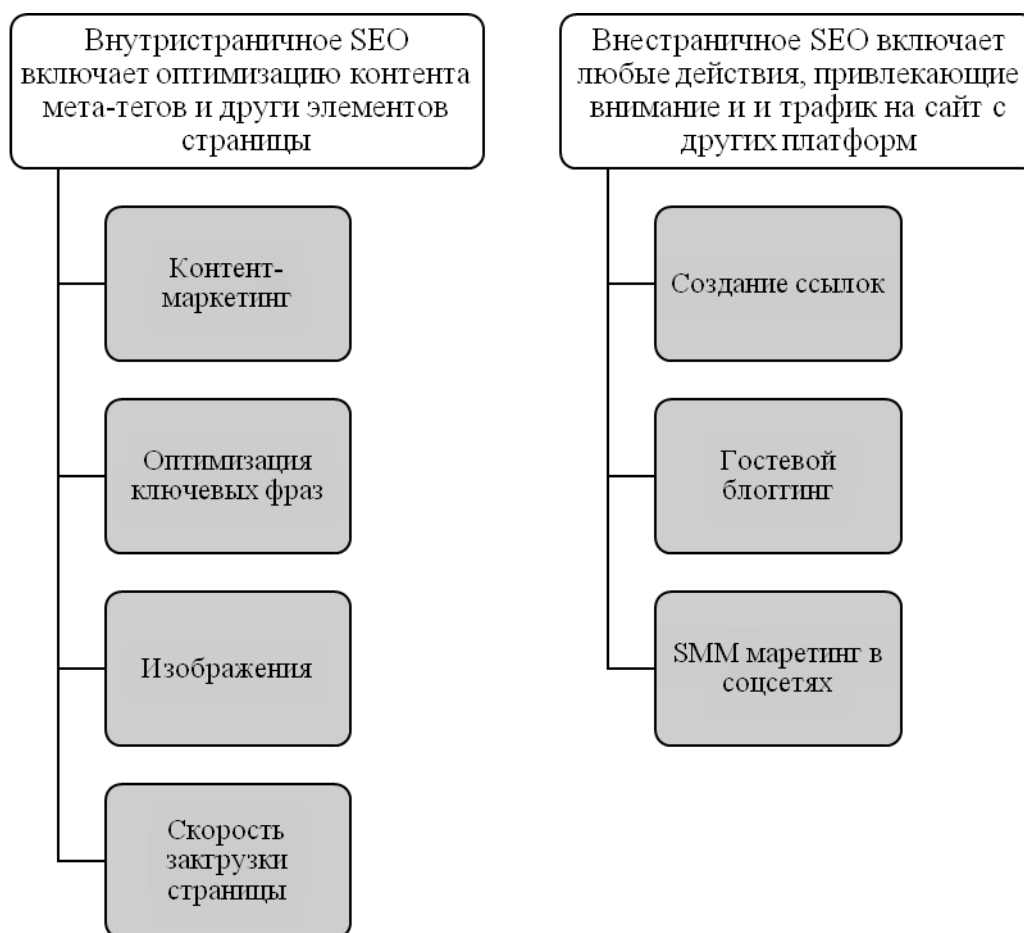 Внутристраничное SEO
включает оптимизацию контента
мета-тегов и други элементов
страницы
Контент-
маркетинг
Оптимизация
ключевых фраз
Изображения
Скорость
закгрузки
страницы
Внестраничное SEO включает
любые действия, привлекающие
внимание и и трафик на сайт с
других платформ
Создание ссылок
Гостевой
блоггинг
SMM маретинг в
соцсетях